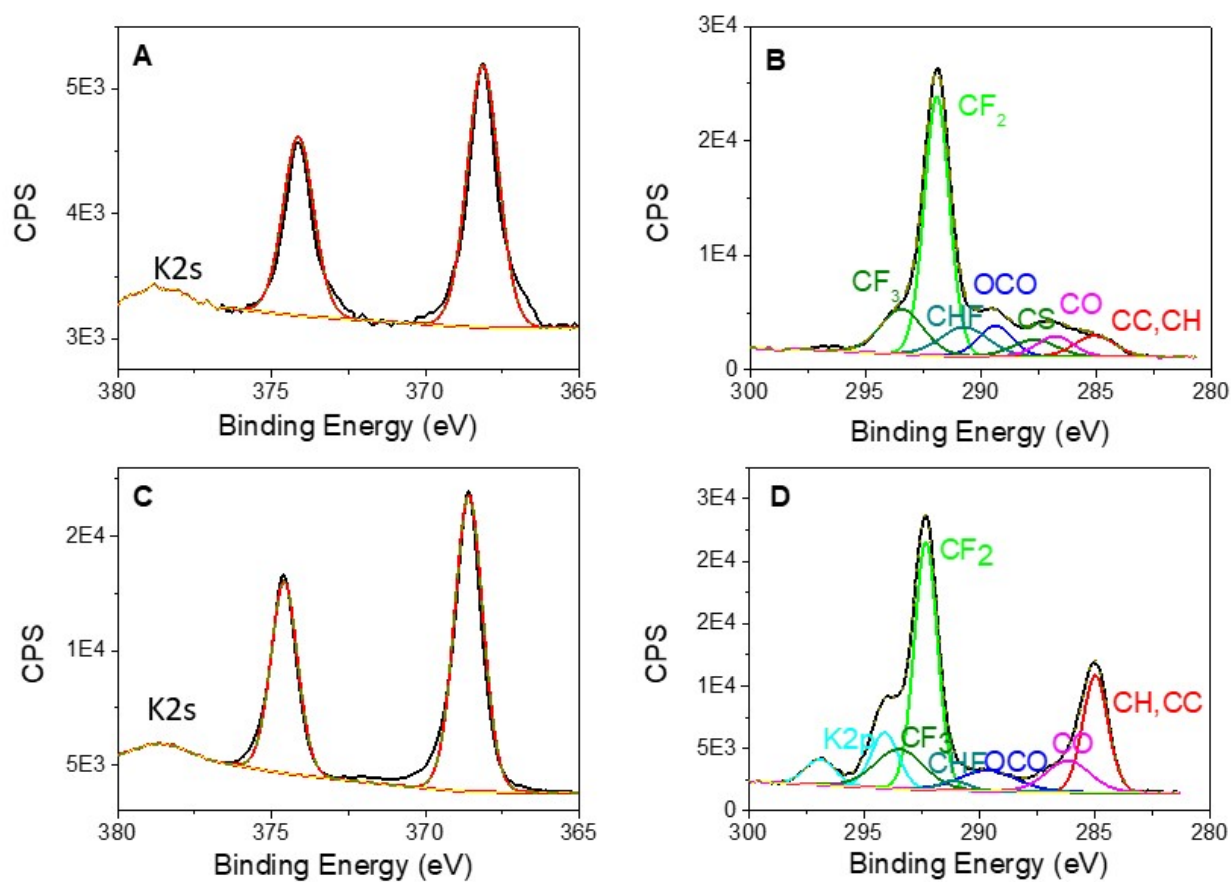 A
5E3
4E3
3E3
CPS
K2s
380
375
370
365
Binding Energy (eV)
B
3E4
2E4
1E4
0
CPS
CF2
CF3
CHF
OCO
CS
CO
CC,CH
300
295
290
285
280
Binding Energy (eV)
C
2E4
1E4
5E3
CPS
K2s
380
375
370
365
Binding Energy (eV)
D
3E4
2E4
2E4
1E4
5E3
0
CPS
CF2
K2p
CF3
CHF
OCO
CO
CH,CC
300
295
290
285
280
Binding Energy (eV)